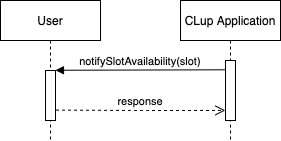 User
CLup Application
notifySlotAvailability(slot)
response